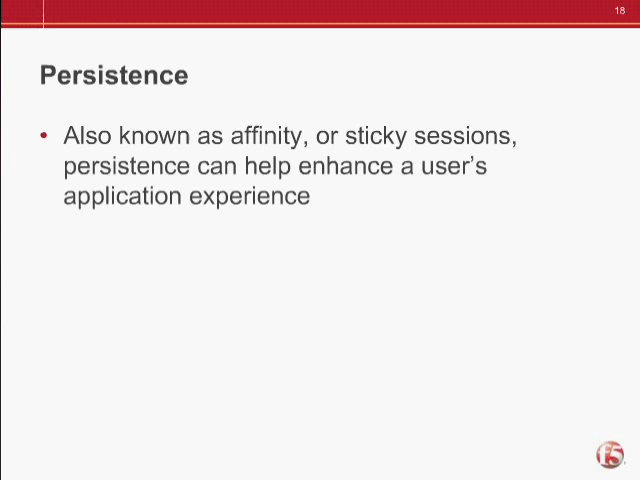 18
Persistence
• Also known as affinity, or sticky sessions,
persistence can help enhance a user's
application experience
f5